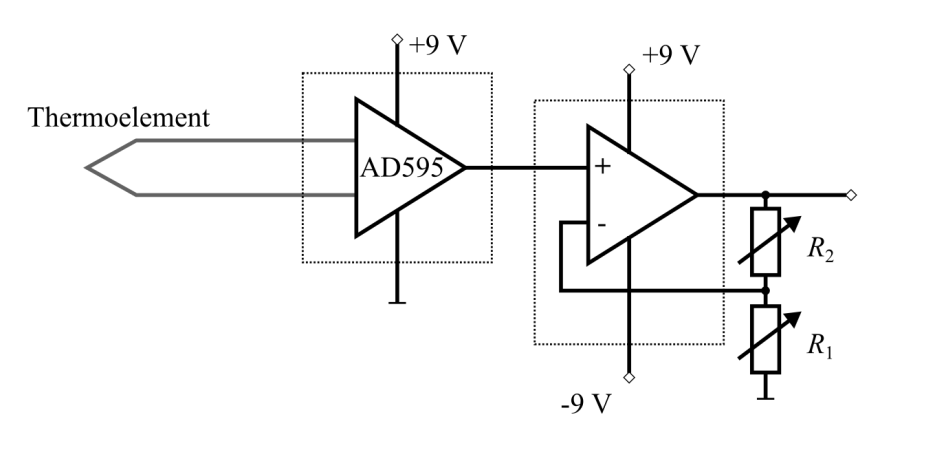 +9 V
+9 V
Thermoelement
AD595
+
-
R2
R1
-9 V